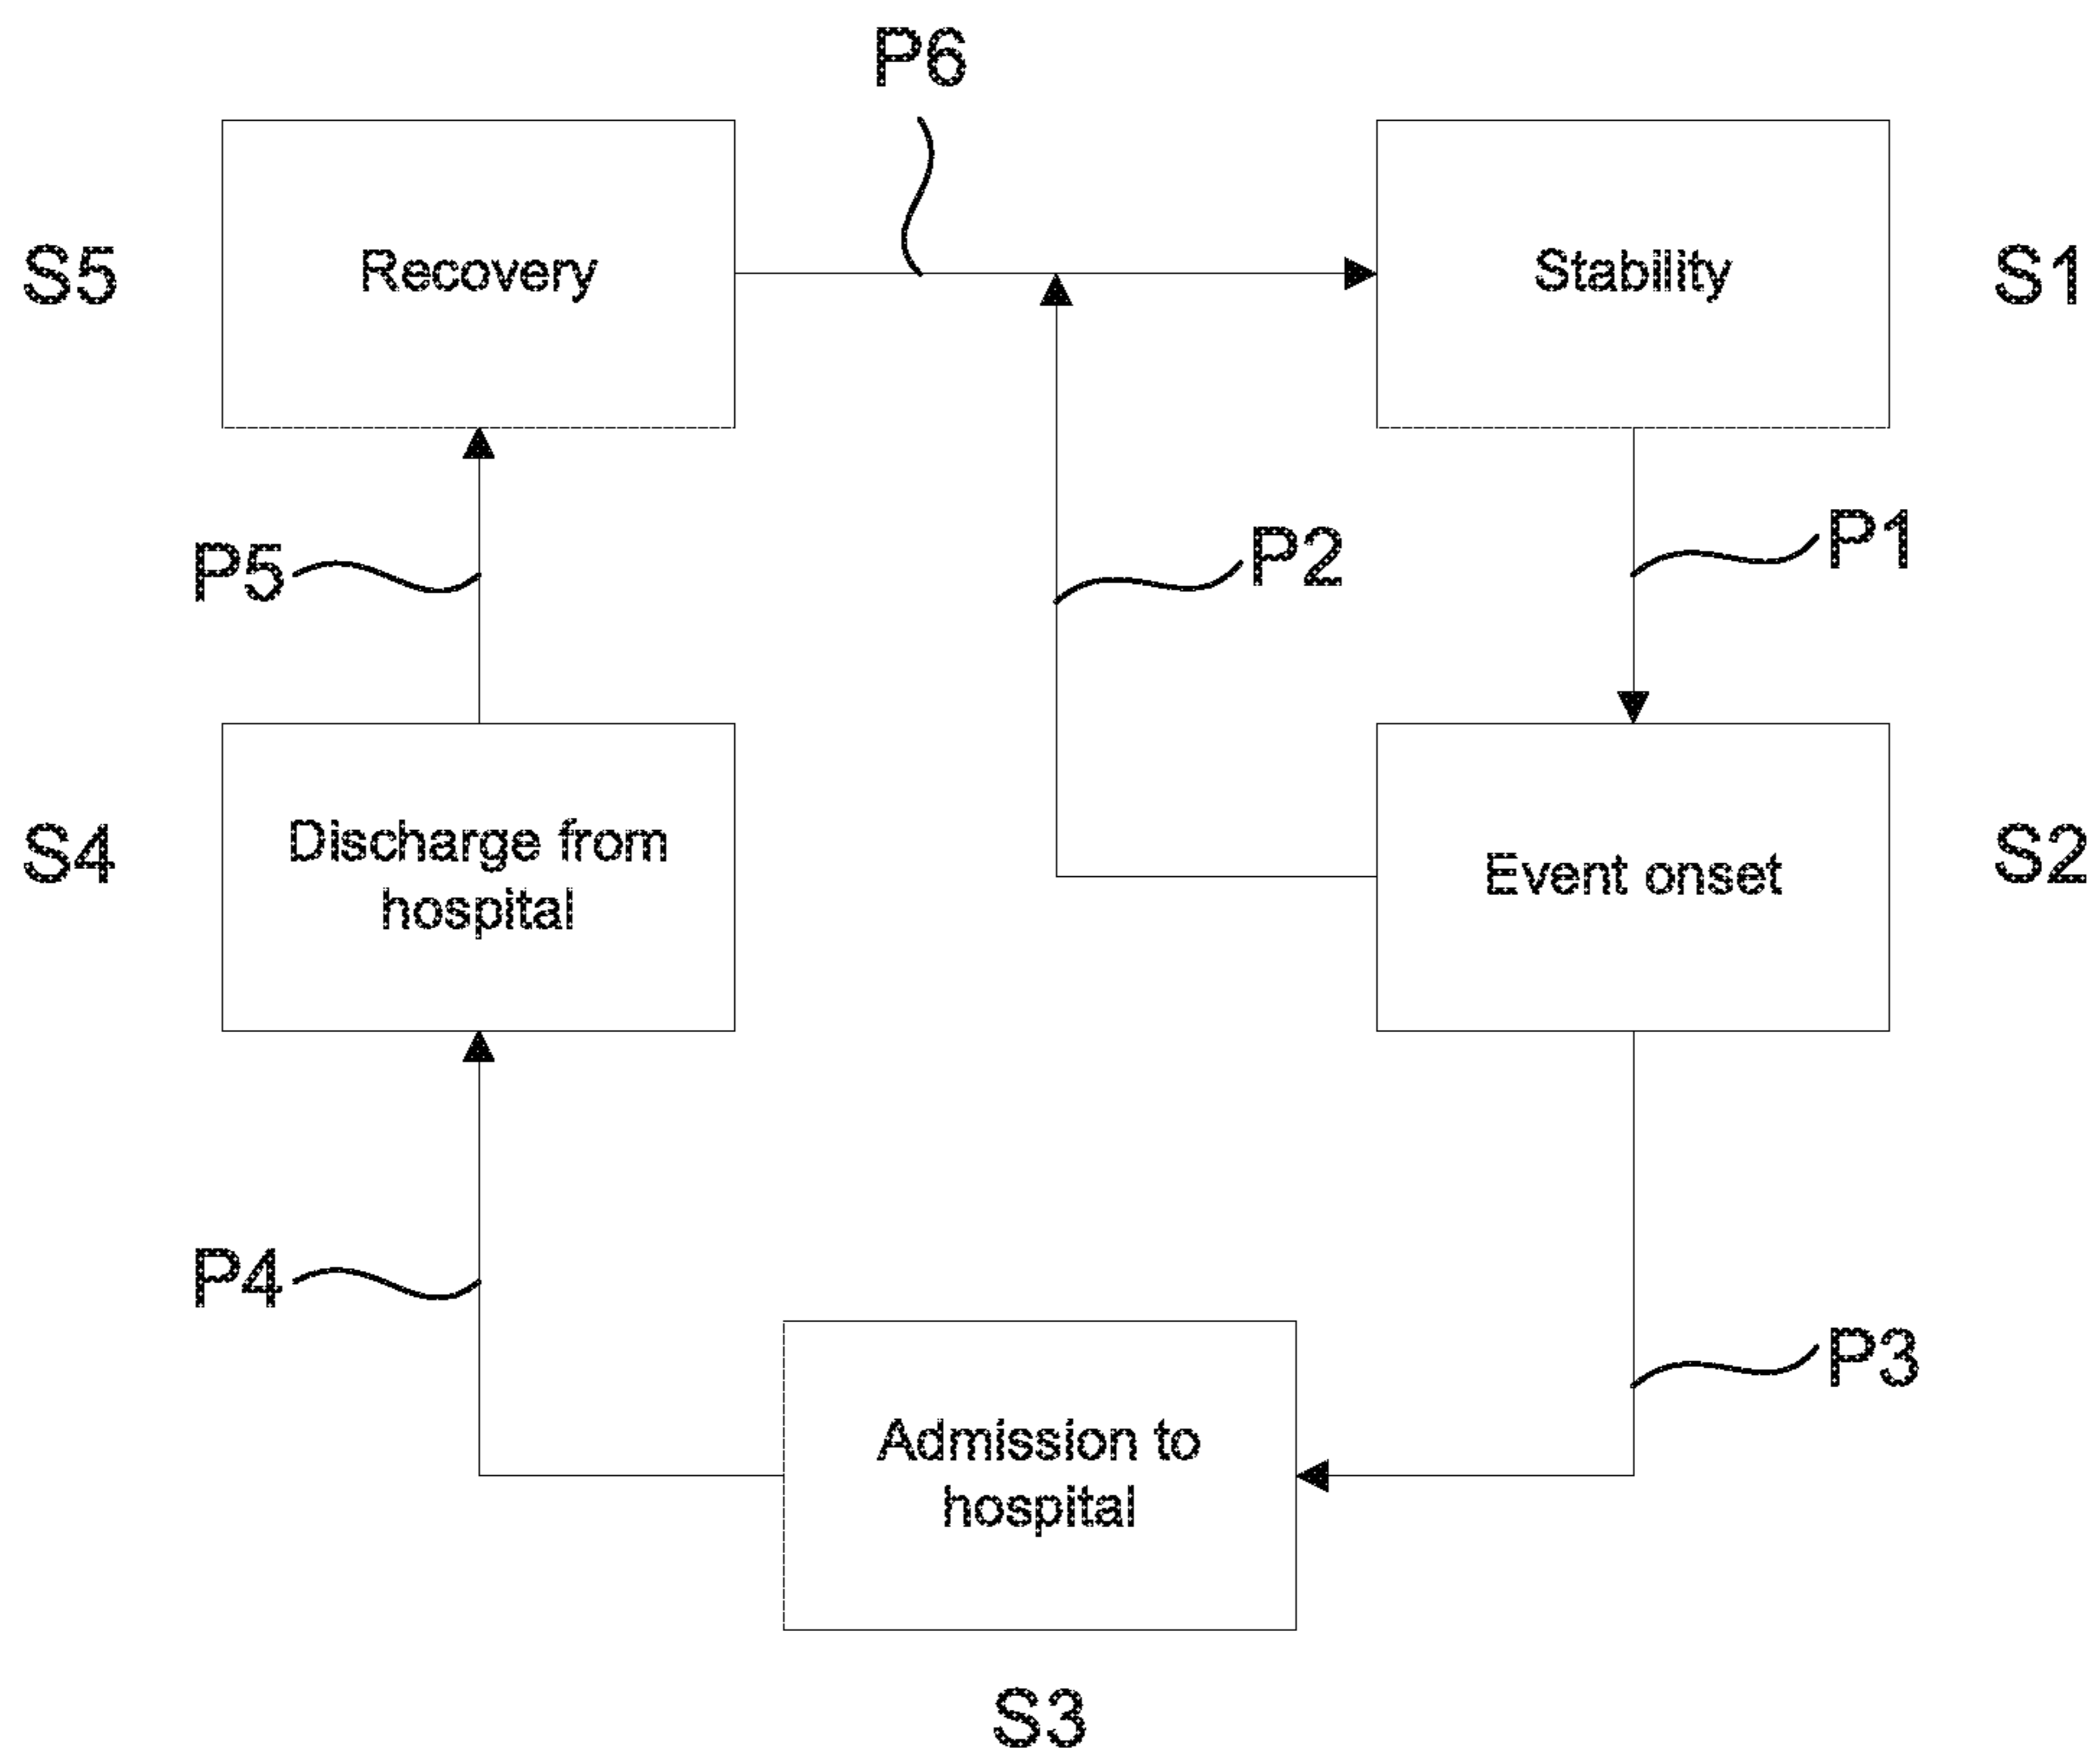 P6
S5
Recovery
Stability
S1
P5
P2
P1
S4
Discharge from
hospital
Event onset
S2
P4
P3
Admission to
hospital
S3